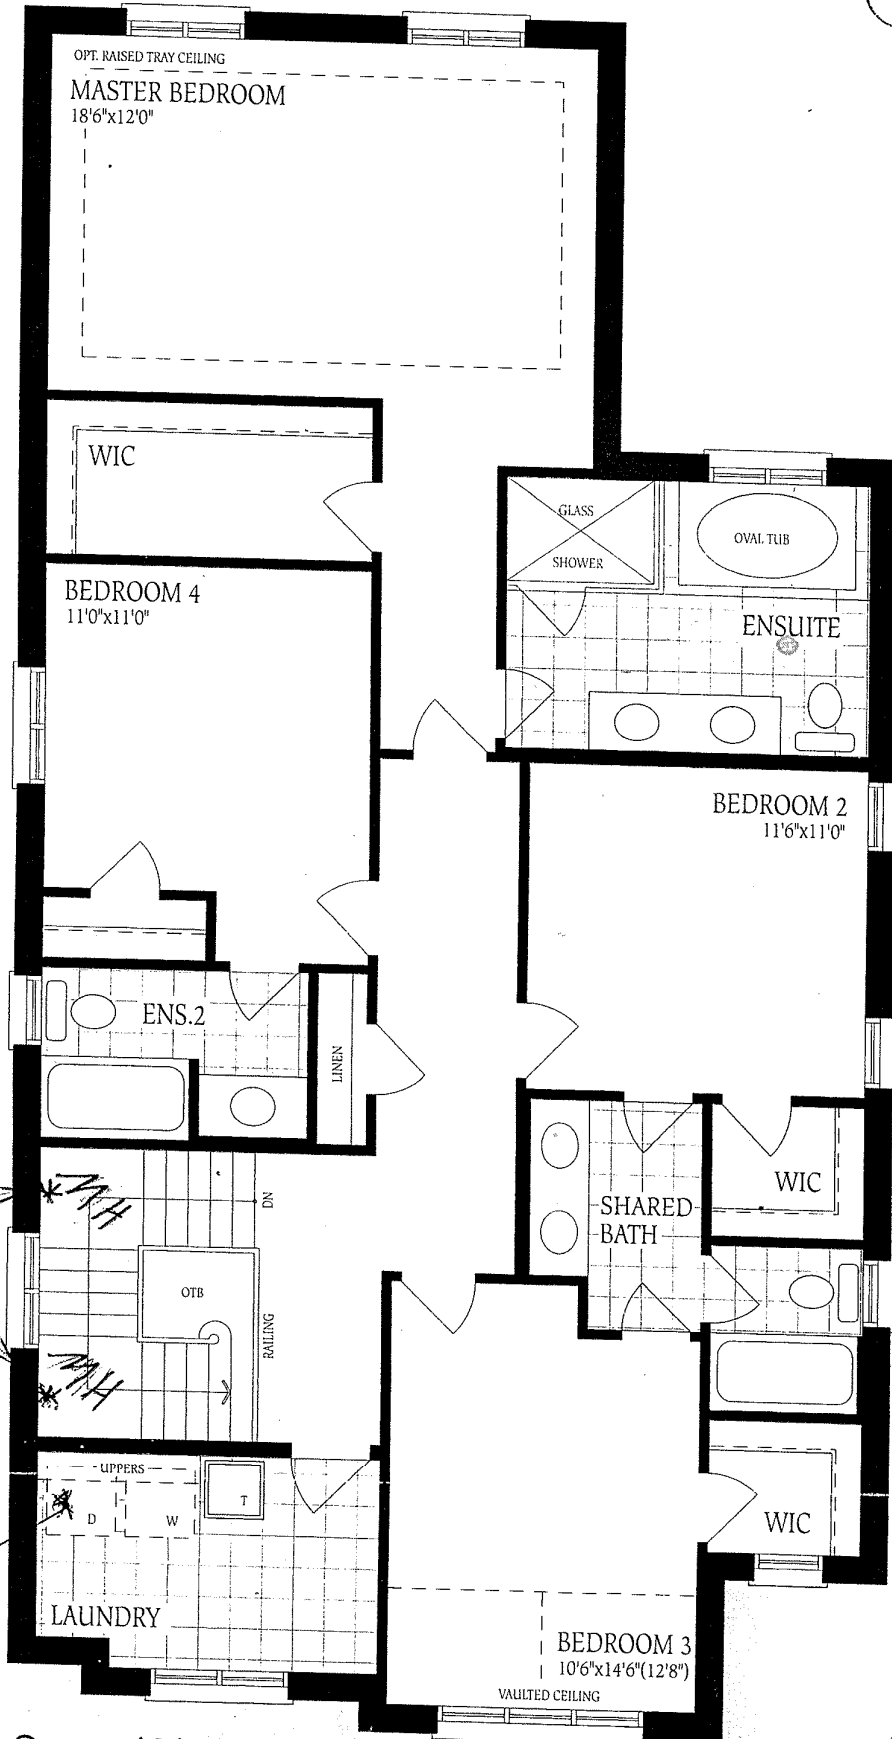 OPT. RAISED TRAY CEILING
MASTER BEDROOM
18'6"x12'0"
WIC
GLASS
SHOWER
OVAL TUB
ENSUITE
BEDROOM 4
11'0"x11'0"
BEDROOM 2
11'6"x11'0"
ENS.2
LINEN
WIC
SHARED
BATH
DN
OTB
RAILING
UPPERS
D
W
T
LAUNDRY
WIC
BEDROOM 3
10'6"x14'6"(12'8")
VAULTED CEILING